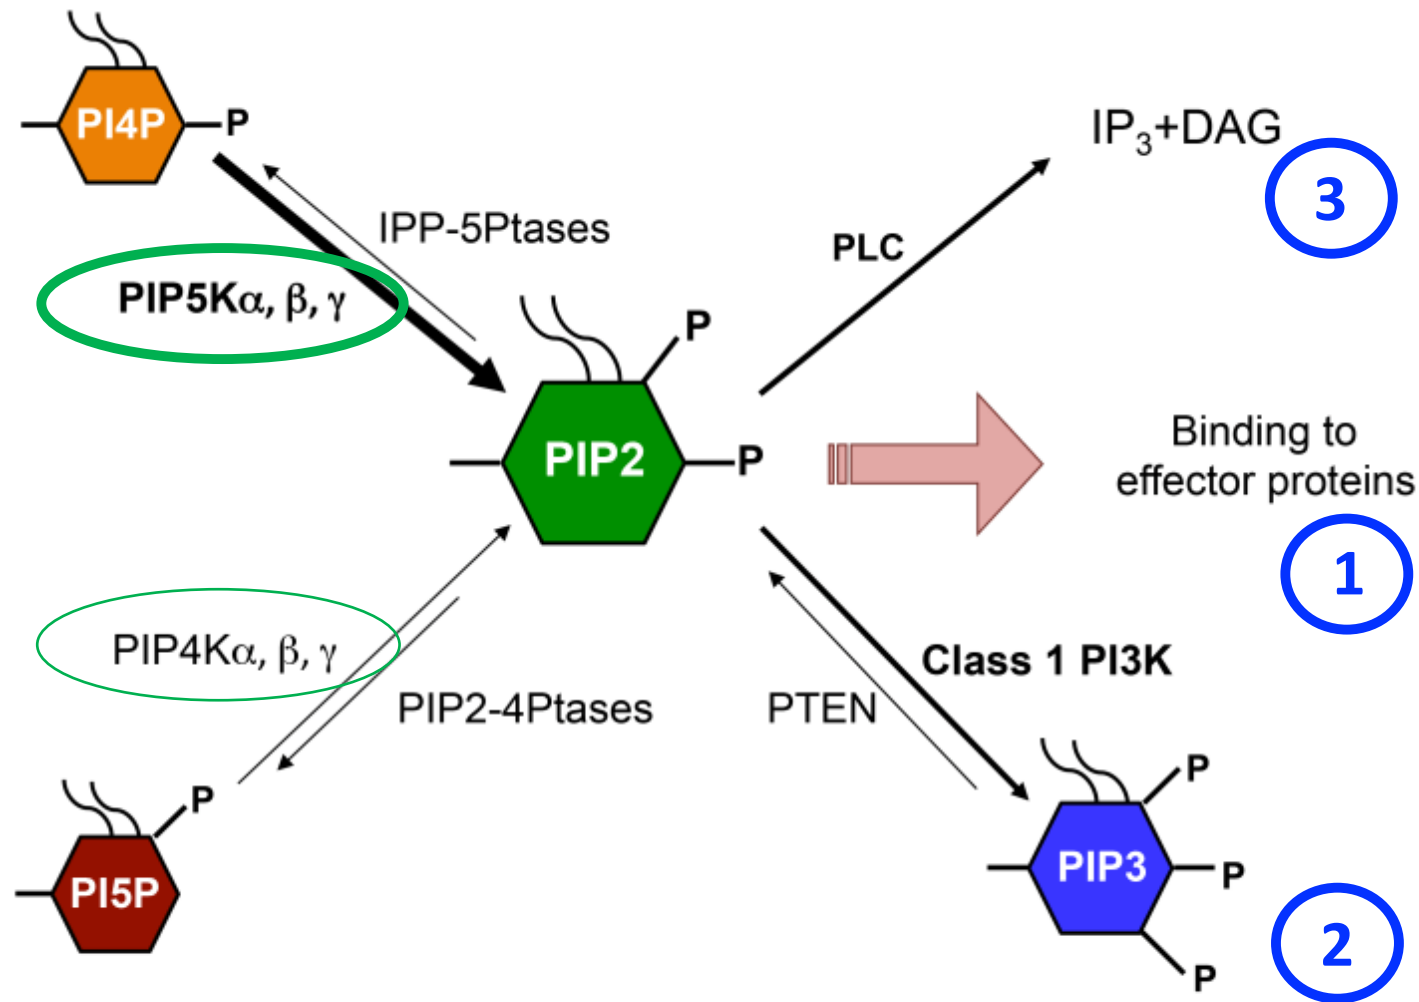 PI4P
P
IPP-5Ptases
PIP5Kα, β, γ
IP3+DAG
3
PLC
P
PIP2
P
Binding to
effector proteins
1
PIP4Kα, β, γ
PIP2-4Ptases
Class 1 PI3K
PTEN
P
PI5P
P
PIP3
P
P
2